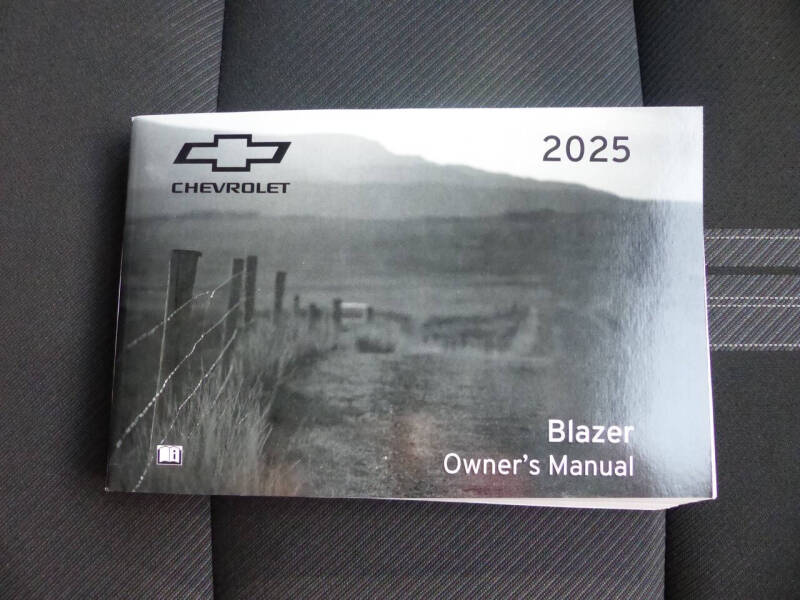 2025
CHEVROLET
Blazer
Owner's Manual